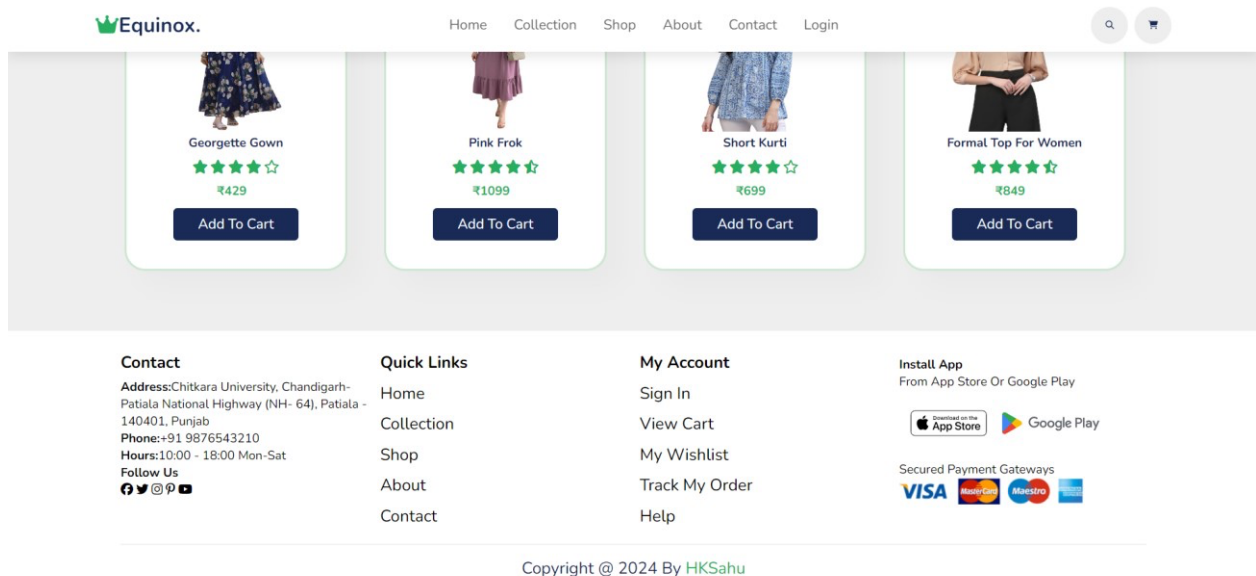 Equinox.
Home Collection Shop About Contact Login
Georgette Gown
₹429
Add To Cart
Pink Frok
₹1099
Add To Cart
Short Kurti
₹699
Add To Cart
Formal Top For Women
₹849
Add To Cart
Contact
Address:Chitkara University, Chandigarh-
Patiala National Highway (NH- 64), Patiala -
140401, Punjab
Phone:+91 9876543210
Hours:10:00 - 18:00 Mon-Sat
Follow Us
Quick Links
Home
Collection
Shop
About
Contact
My Account
Sign In
View Cart
My Wishlist
Track My Order
Help
Install App
From App Store Or Google Play
Download on the
App Store
Google Play
Secured Payment Gateways
VISA
MasterCard
Maestro
Copyright @ 2024 By HKSahu